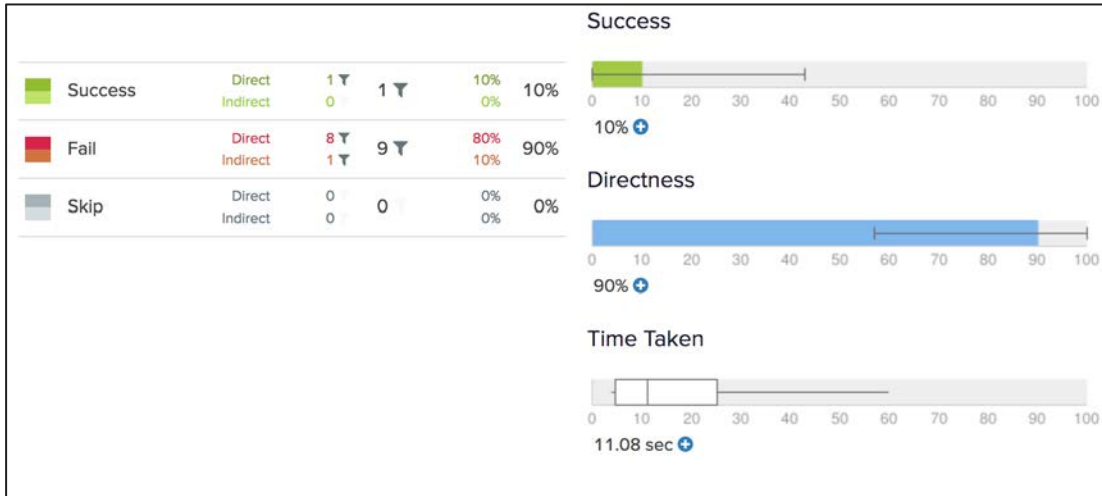 Success
Direct 1 1 10% 10%
Indirect 0 0%
Fail
Direct 8 9 80% 90%
Indirect 1 10%
Skip
Direct 0 0 0% 0%
Indirect 0 0%
Success
0 10 20 30 40 50 60 70 80 90 100
10%
Directness
0 10 20 30 40 50 60 70 80 90 100
90%
Time Taken
0 10 20 30 40 50 60 70 80 90 100
11.08 sec